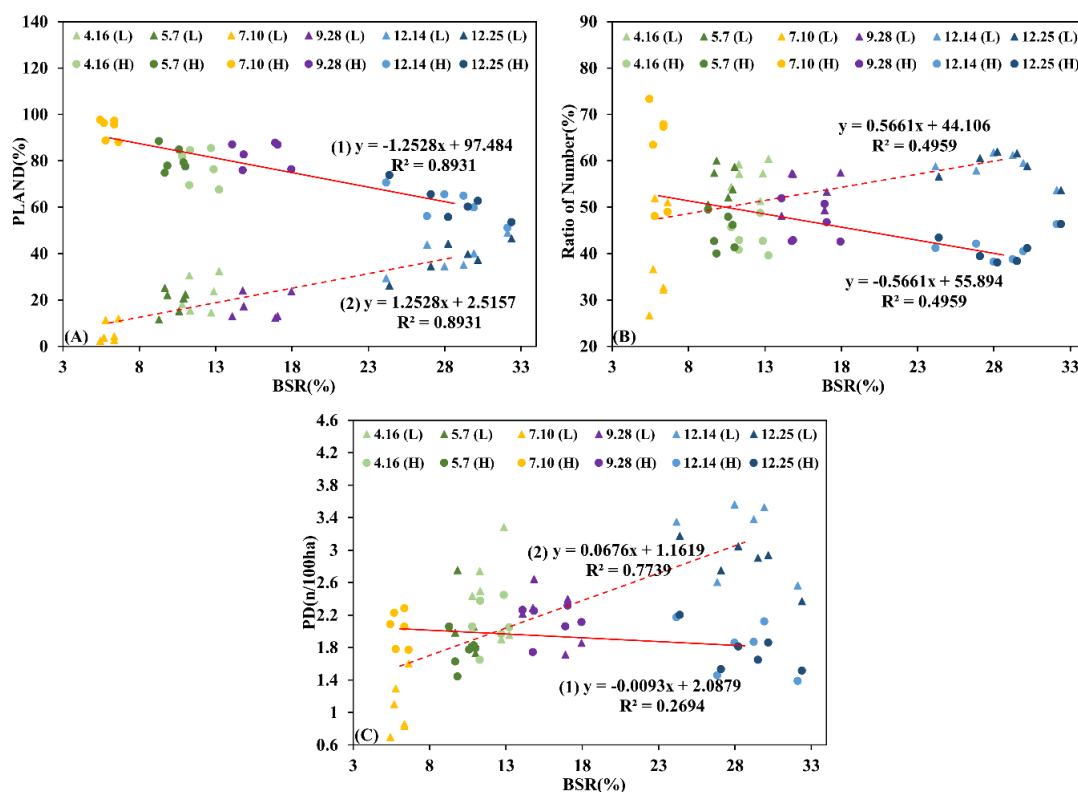 140
120
100
80
60
40
20
0
PLAND(%)
4.16 (L) 5.7 (L) 7.10 (L) 9.28 (L) 12.14 (L) 12.25 (L)
4.16 (H) 5.7 (H) 7.10 (H) 9.28 (H) 12.14 (H) 12.25 (H)
(1) y = -1.2528x + 97.484
R² = 0.8931
(2) y = 1.2528x + 2.5157
R² = 0.8931
(A)
3 8 13 18 23 28 33
BSR(%)
90
80
70
60
50
40
30
20
Ratio of Number(%)
4.16 (L) 5.7 (L) 7.10 (L) 9.28 (L) 12.14 (L) 12.25 (L)
4.16 (H) 5.7 (H) 7.10 (H) 9.28 (H) 12.14 (H) 12.25 (H)
y = 0.5661x + 44.106
R² = 0.4959
y = -0.5661x + 55.894
R² = 0.4959
(B)
3 8 13 18 23 28 33
BSR(%)
4.6
4.2
3.8
3.4
3
2.6
2.2
1.8
1.4
1
0.6
PD(n/100ha)
4.16 (L) 5.7 (L) 7.10 (L) 9.28 (L) 12.14 (L) 12.25 (L)
4.16 (H) 5.7 (H) 7.10 (H) 9.28 (H) 12.14 (H) 12.25 (H)
(2) y = 0.0676x + 1.1619
R² = 0.7739
(1) y = -0.0093x + 2.0879
R² = 0.2694
(C)
3 8 13 18 23 28 33
BSR(%)